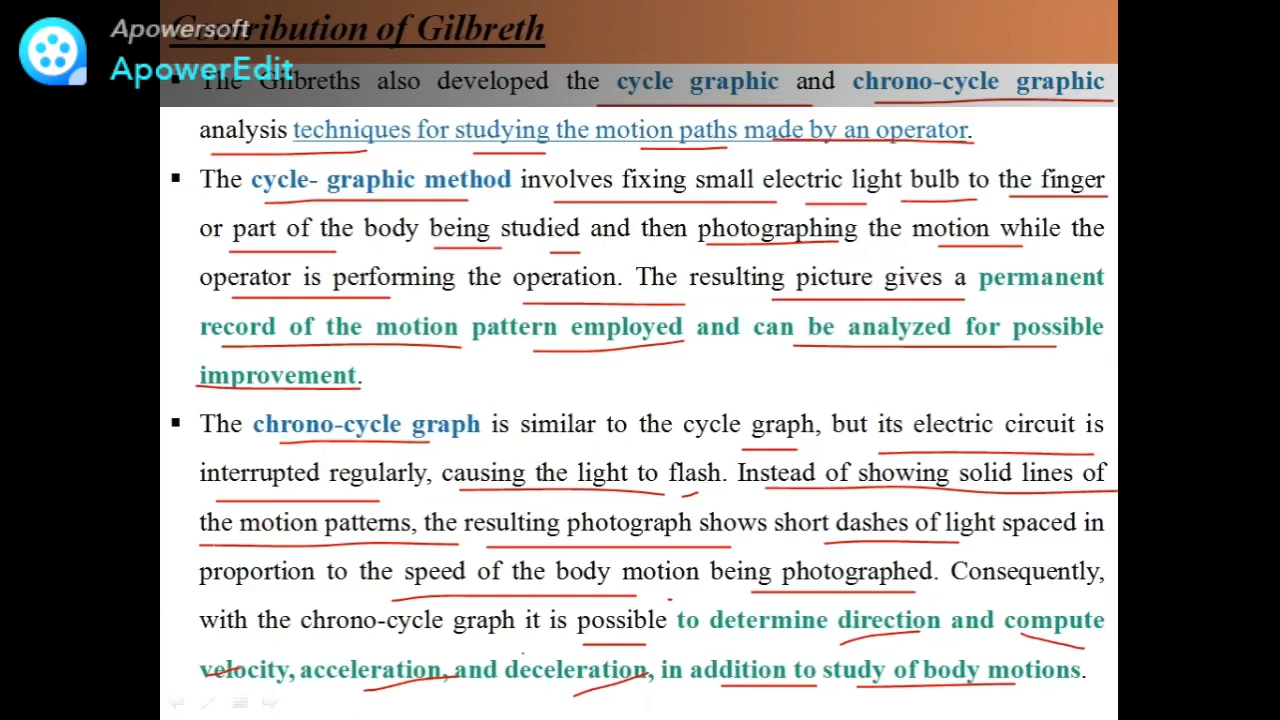 Contribution of Gilbreth
Apowersoft
ApowerEdit
▪ The Gilbreths also developed the cycle graphic and chrono-cycle graphic
analysis techniques for studying the motion paths made by an operator.
▪ The cycle- graphic method involves fixing small electric light bulb to the finger
or part of the body being studied and then photographing the motion while the
operator is performing the operation. The resulting picture gives a permanent
record of the motion pattern employed and can be analyzed for possible
improvement.
▪ The chrono-cycle graph is similar to the cycle graph, but its electric circuit is
interrupted regularly, causing the light to flash. Instead of showing solid lines of
the motion patterns, the resulting photograph shows short dashes of light spaced in
proportion to the speed of the body motion being photographed. Consequently,
with the chrono-cycle graph it is possible to determine direction and compute
velocity, acceleration, and deceleration, in addition to study of body motions.